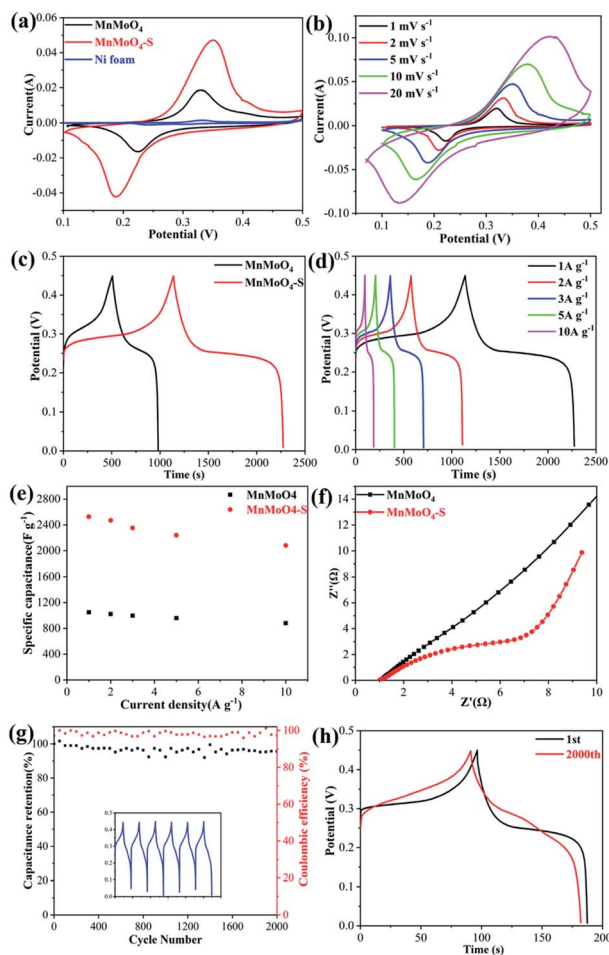 (a)
MnMoO₄
MnMoO₄-S
Ni foam
Current(A)
0.06
0.04
0.02
0.00
-0.02
-0.04
0.1 0.2 0.3 0.4 0.5
Potential (V)
(b)
1 mV s⁻¹
2 mV s⁻¹
5 mV s⁻¹
10 mV s⁻¹
20 mV s⁻¹
Current(A)
0.10
0.05
0.00
-0.05
-0.10
0.1 0.2 0.3 0.4 0.5
Potential (V)
(c)
MnMoO₄
MnMoO₄-S
Potential (V)
0.5
0.4
0.3
0.2
0.1
0.0
0 500 1000 1500 2000 2500
Time (s)
(d)
1A g⁻¹
2A g⁻¹
3A g⁻¹
5A g⁻¹
10A g⁻¹
Potential (V)
0.5
0.4
0.3
0.2
0.1
0.0
0 500 1000 1500 2000 2500
Time (s)
(e)
MnMoO4
MnMoO4-S
Specific capacitance(F g⁻¹)
2800
2400
2000
1600
1200
800
400
0
0 2 4 6 8 10
Current density(A g⁻¹)
(f)
MnMoO₄
MnMoO₄-S
Z''(Ω)
14
12
10
8
6
4
2
0
0 2 4 6 8 10
Z'(Ω)
(g)
Capacitance retention(%)
100
80
60
40
20
0
0.5
0.4
0.3
0.2
0.1
0.0
Coulombic efficiency (%)
100
80
60
40
20
0
0 400 800 1200 1600 2000
Cycle Number
(h)
1st
2000th
Potential (V)
0.5
0.4
0.3
0.2
0.1
0.0
0 50 100 150 200
Time (s)